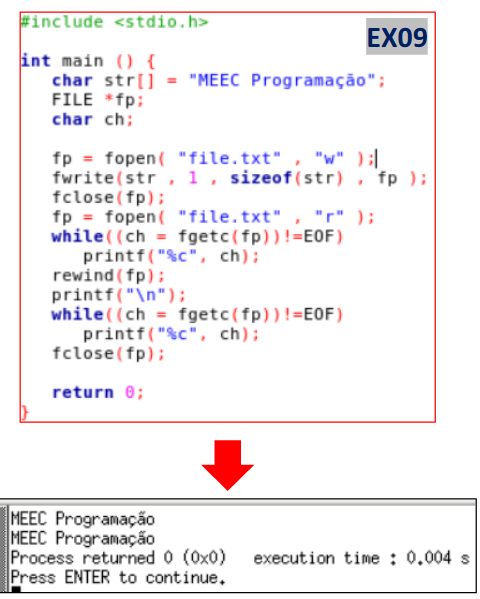 #include <stdio.h>
EX09
int main () {
char str[] = "MEEC Programação";
FILE *fp;
char ch;
fp = fopen( "file.txt" , "w" );
fwrite(str , 1 , sizeof(str) , fp );
fclose(fp);
fp = fopen( "file.txt" , "r" );
while((ch = fgetc(fp))!=EOF)
printf("%c", ch);
rewind(fp);
printf("\n");
while((ch = fgetc(fp))!=EOF)
printf("%c", ch);
fclose(fp);
return 0;
}
MEEC Programação
MEEC Programação
Process returned 0 (0x0) execution time : 0.004 s
Press ENTER to continue.